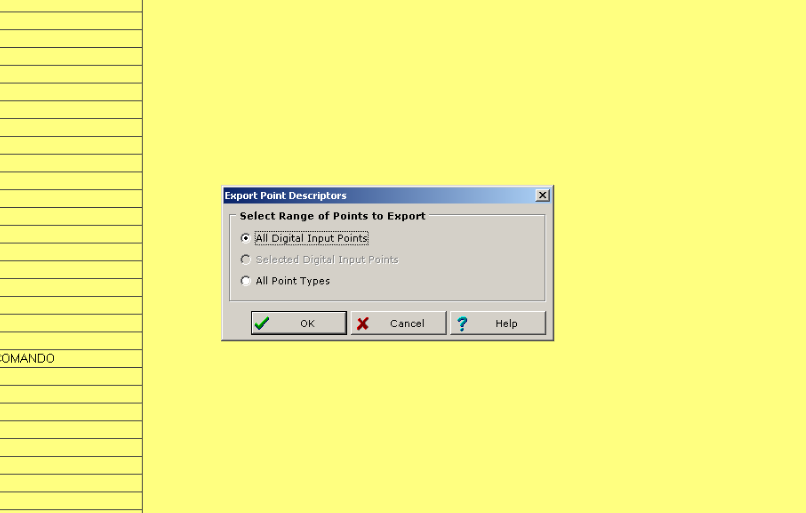 Export Point Descriptors
Select Range of Points to Export
All Digital Input Points
Selected Digital Input Points
All Point Types
OK Cancel Help
COMANDO